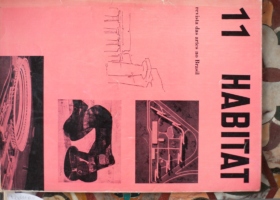 11 HABITAT
revista das artes no Brasil